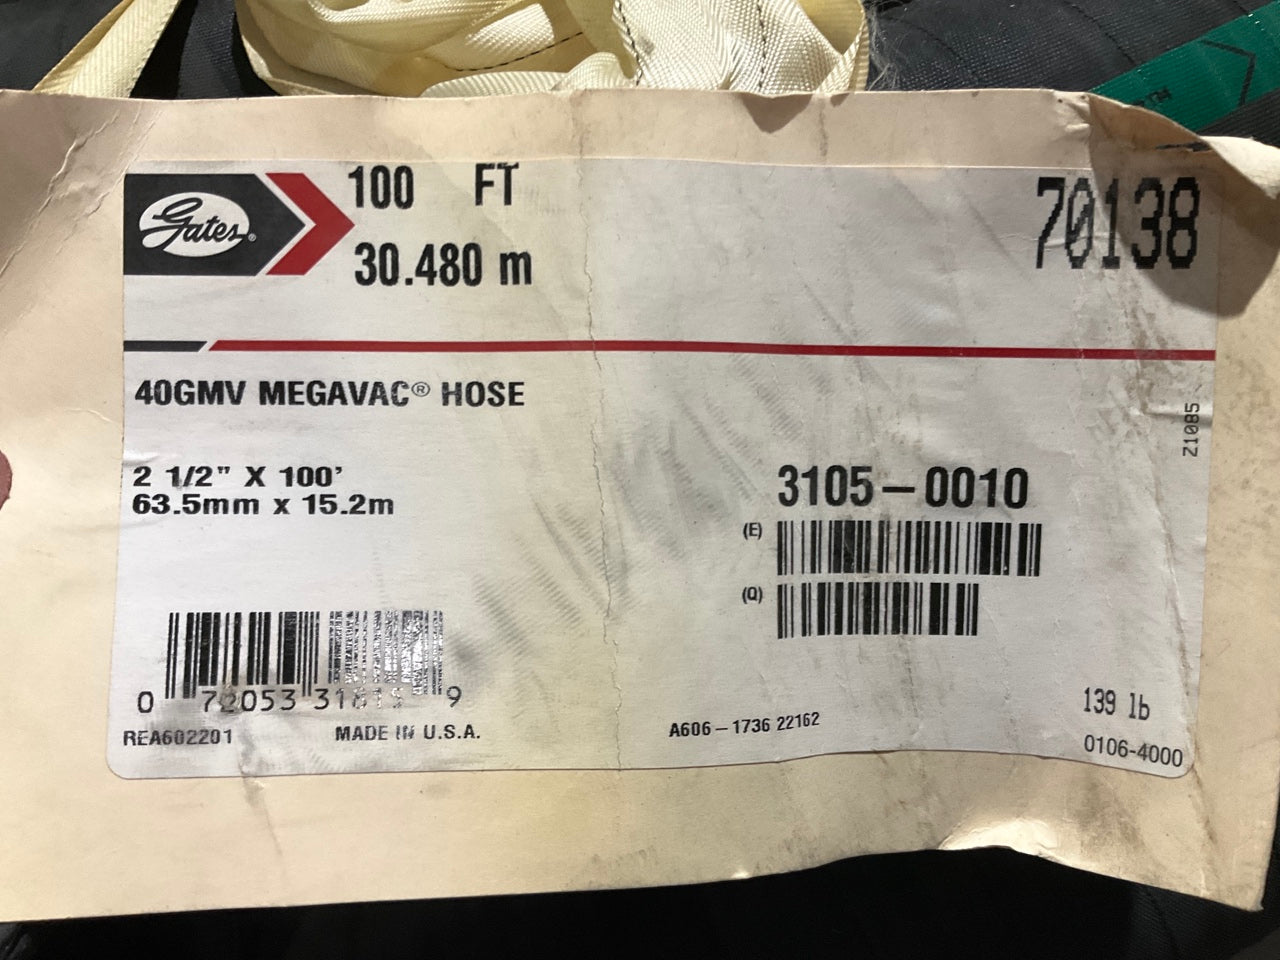 Gates®
100 FT
30.480 m
70138
40GMV MEGAVAC® HOSE
Z1085
2 1/2" X 100'
63.5mm x 15.2m
3105-0010
(E)
(Q)
0 9
REA602201
MADE IN U.S.A.
A606-1736 22162
139 lb
0106-4000